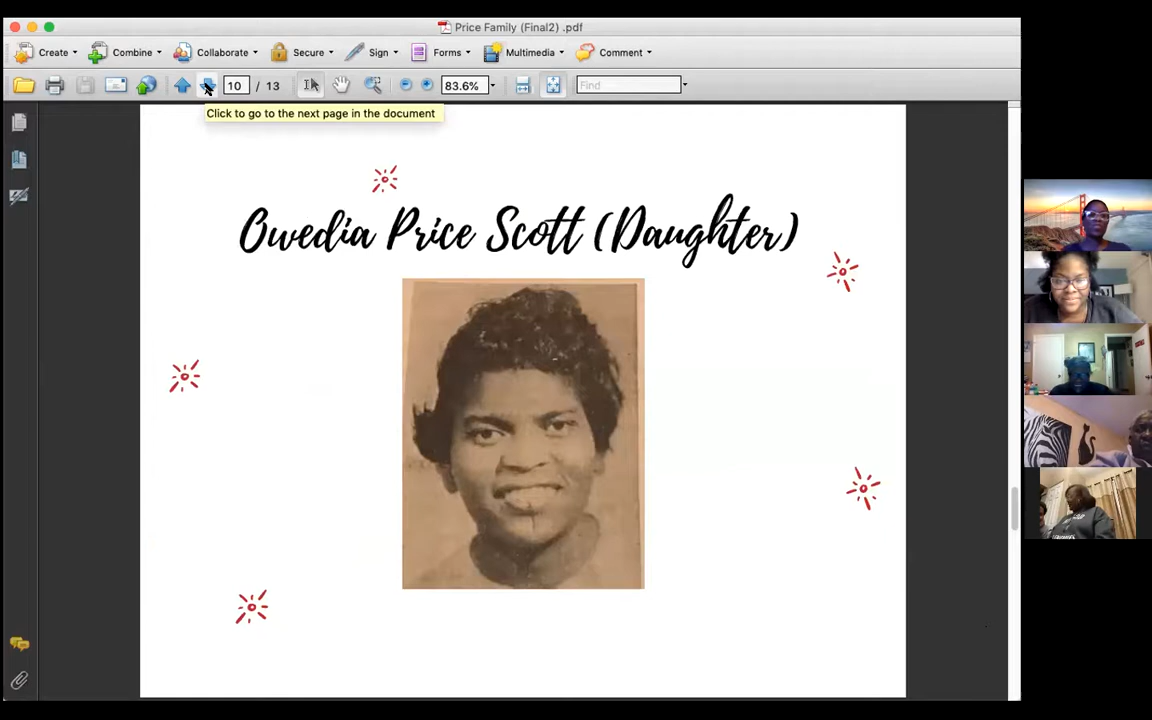 Price Family (Final2) .pdf
Create Combine Collaborate Secure Sign Forms Multimedia Comment
10 / 13 83.6% Find
Click to go to the next page in the document
Owedia Price Scott (Daughter)